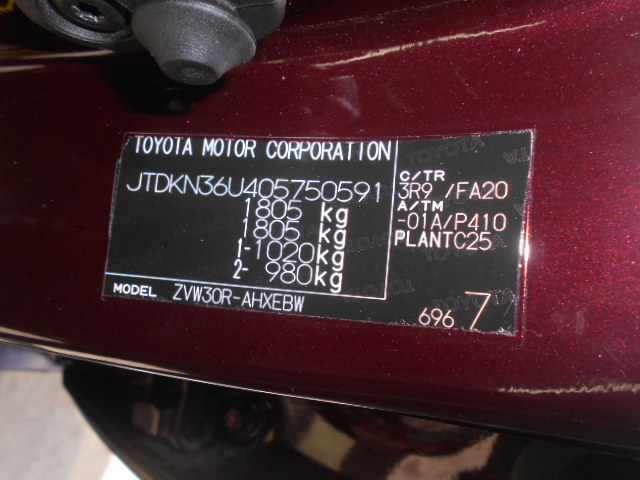 TOYOTA MOTOR CORPORATION
JTDKN36U405750591
1805 kg
1805 kg
1-1020kg
2- 980kg
MODEL ZVW30R-AHXEBW
C/TR
3R9 /FA20
A/TM
-01A/P410
PLANTC25
696 7